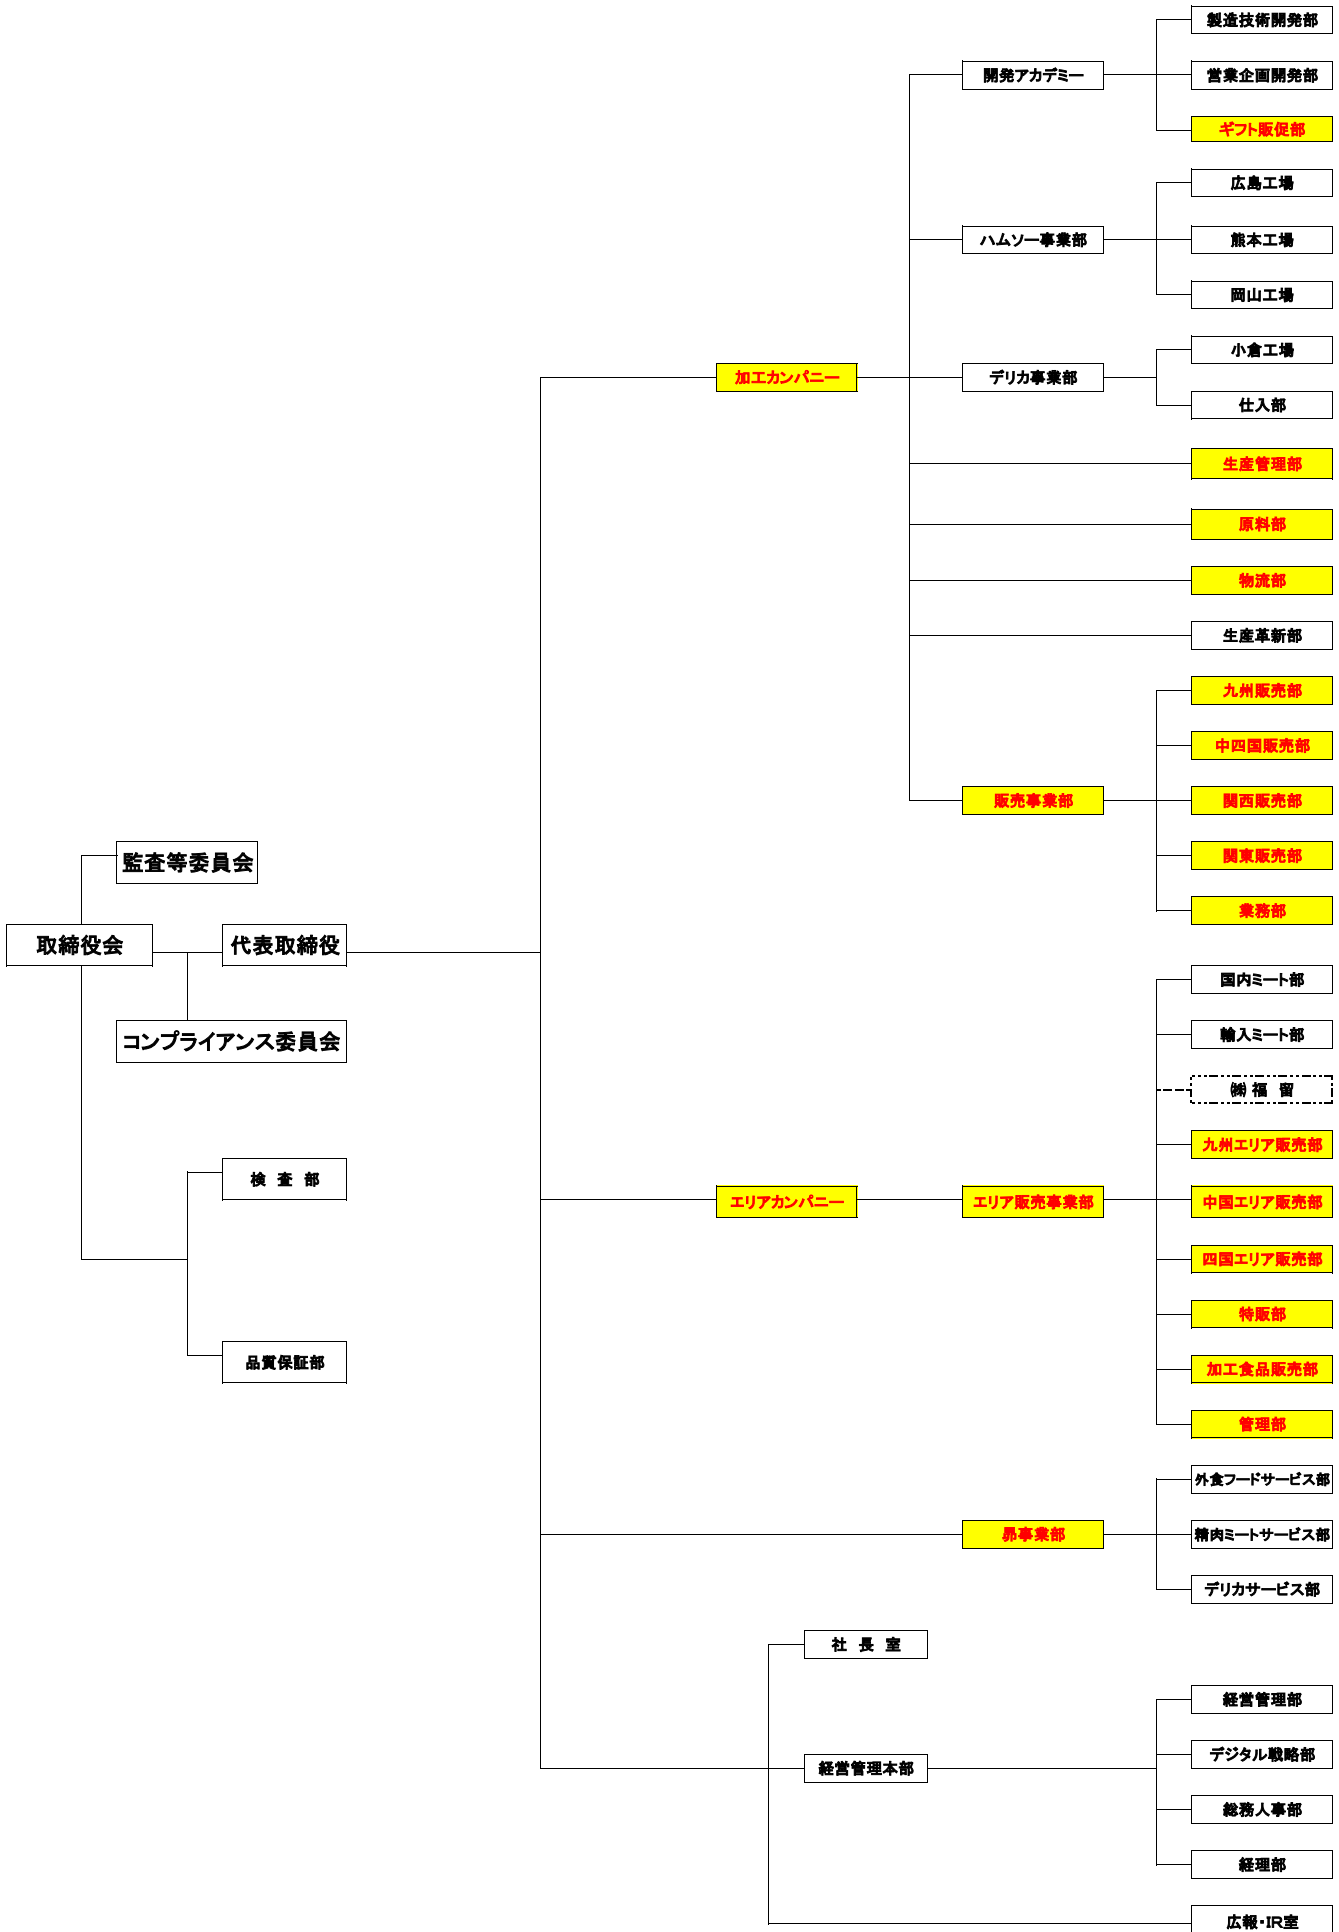 製造技術開発部
開発アカデミー
営業企画開発部
ギフト販促部
広島工場
ハムソー事業部
熊本工場
岡山工場
小倉工場
加工カンパニー
デリカ事業部
仕入部
生産管理部
原料部
物流部
生産革新部
九州販売部
中四国販売部
販売事業部
関西販売部
関東販売部
業務部
監査等委員会
取締役会
代表取締役
コンプライアンス委員会
検 査 部
品質保証部
国内ミート部
輸入ミート部
㈱福 留
九州エリア販売部
エリアカンパニー
エリア販売事業部
中国エリア販売部
四国エリア販売部
特販部
加工食品販売部
管理部
外食フードサービス部
昴事業部
精肉ミートサービス部
デリカサービス部
社 長 室
経営管理部
デジタル戦略部
経営管理本部
総務人事部
経理部
広報・IR室